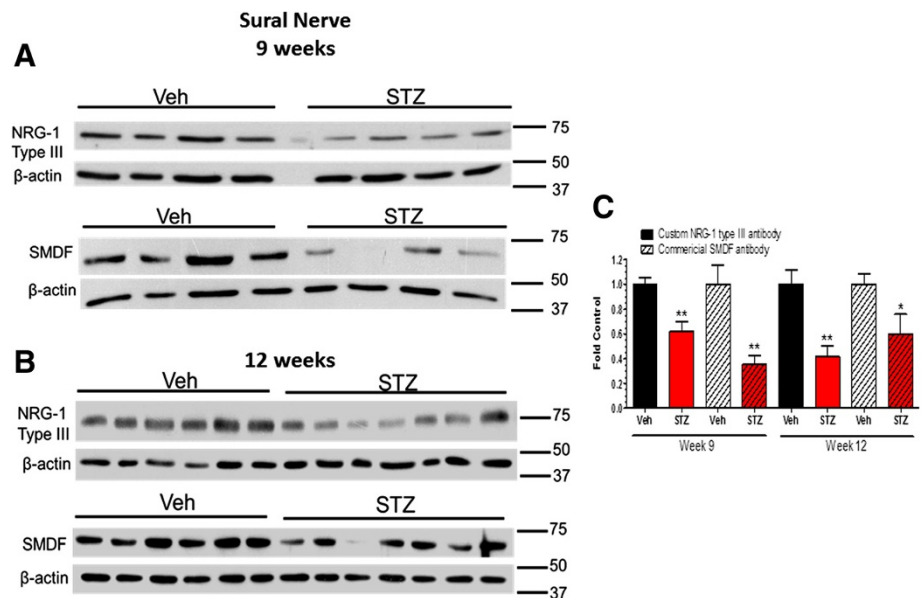 Sural Nerve
9 weeks
A
Veh STZ
NRG-1
Type III
β-actin
75
50
37
Veh STZ
SMDF
β-actin
75
50
37
B
12 weeks
Veh STZ
NRG-1
Type III
β-actin
75
50
37
Veh STZ
SMDF
β-actin
75
50
37
C
Custom NRG-1 type III antibody
Commericial SMDF antibody
Fold Control
1.2
1.0
0.8
0.6
0.4
0.2
0.0
** ** ** *
Veh STZ Veh STZ Veh STZ Veh STZ
Week 9 Week 12